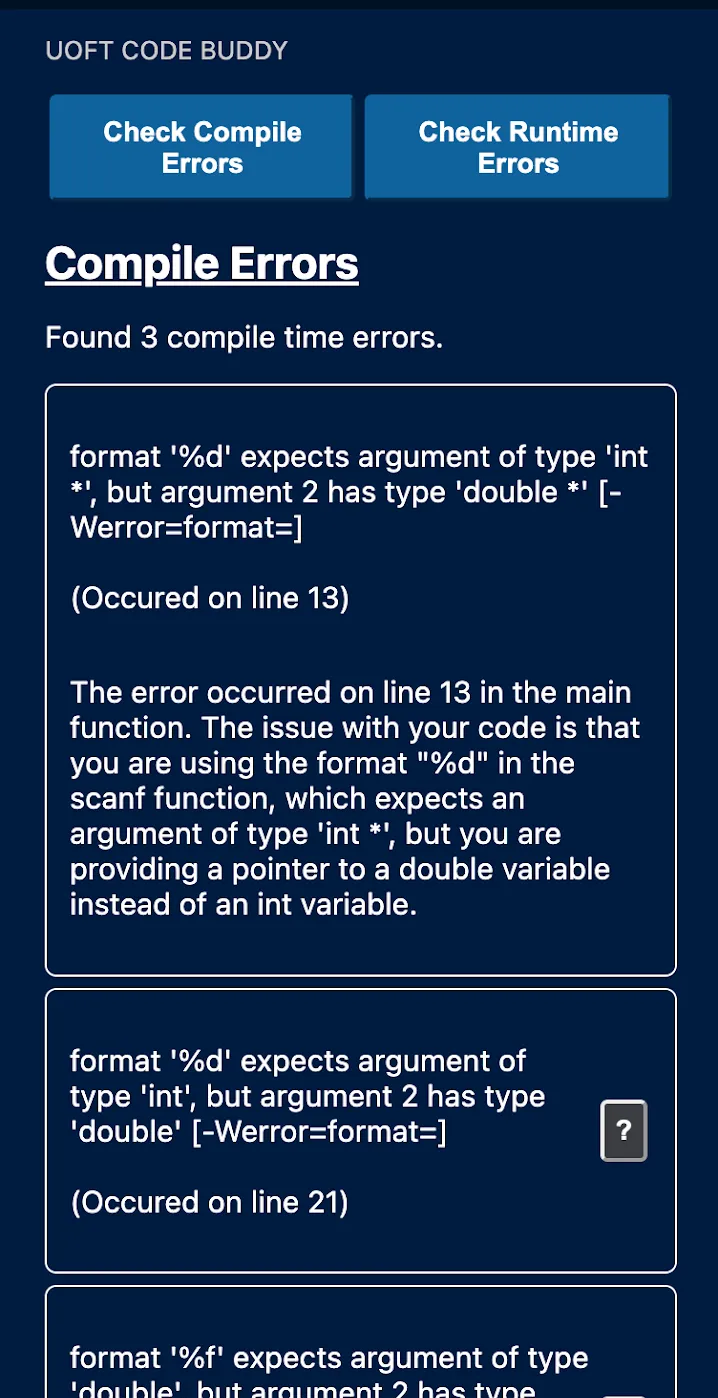 UOFT CODE BUDDY
Check Compile
Errors
Check Runtime
Errors
Compile Errors
Found 3 compile time errors.
format '%d' expects argument of type 'int
*', but argument 2 has type 'double *' [-
Werror=format=]
(Occured on line 13)
The error occurred on line 13 in the main
function. The issue with your code is that
you are using the format "%d" in the
scanf function, which expects an
argument of type 'int *', but you are
providing a pointer to a double variable
instead of an int variable.
format '%d' expects argument of
type 'int', but argument 2 has type
'double' [-Werror=format=]
?
(Occured on line 21)
format '%f' expects argument of type
'double', but argument 2 has type